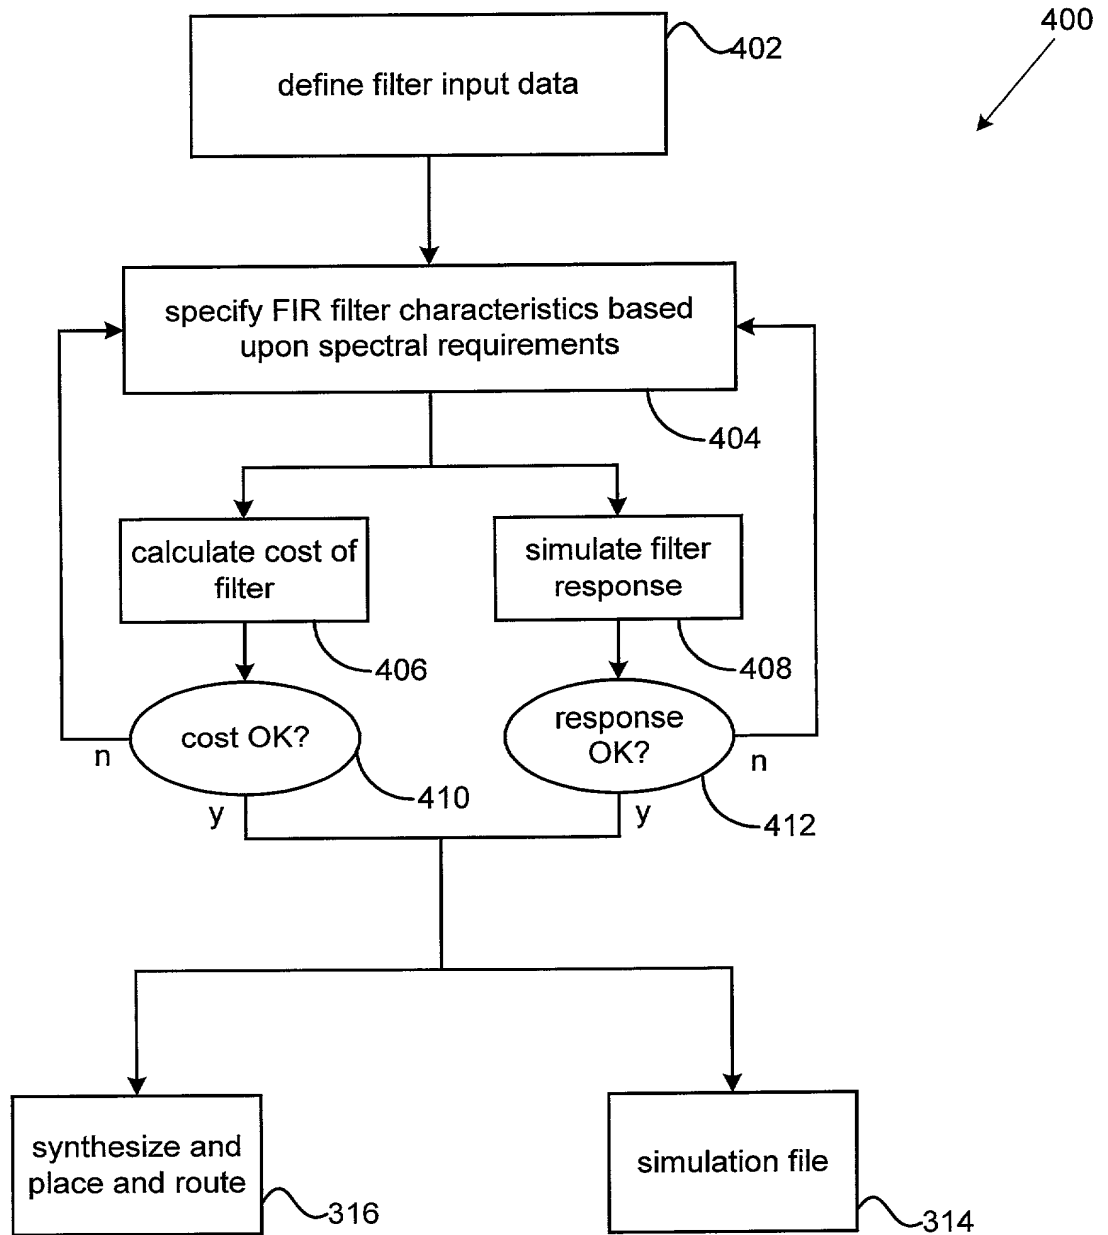 400
define filter input data
402
specify FIR filter characteristics based
upon spectral requirements
404
calculate cost of
filter
406
simulate filter
response
408
cost OK?
n
y
410
response
OK?
n
y
412
synthesize and
place and route
316
simulation file
314